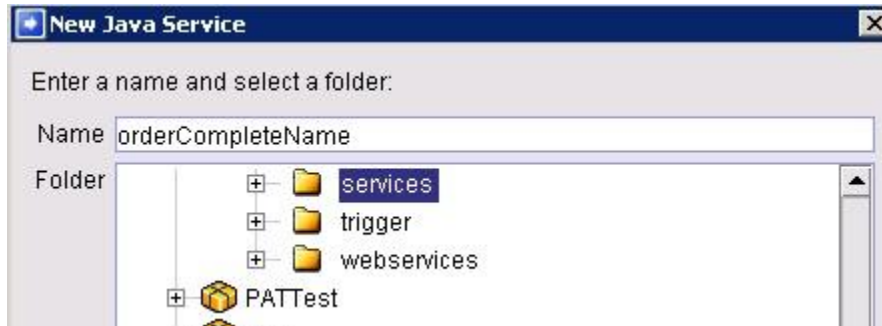 New Java Service
Enter a name and select a folder:
Name orderCompleteName
Folder services
trigger
webservices
PATTest